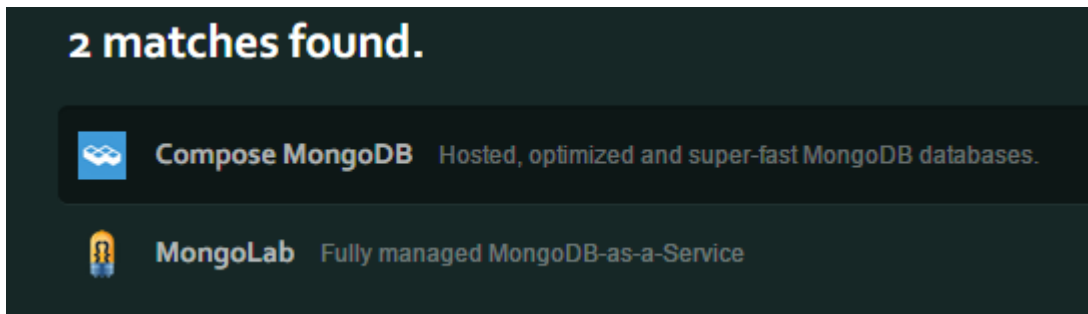 2 matches found.
Compose MongoDB Hosted, optimized and super-fast MongoDB databases.
MongoLab Fully managed MongoDB-as-a-Service